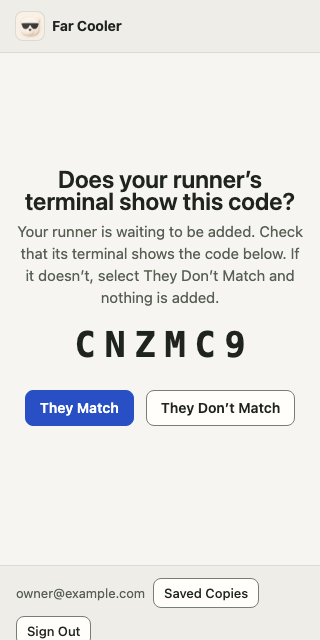 Far Cooler
Does your runner’s
terminal show this code?
Your runner is waiting to be added. Check
that its terminal shows the code below. If
it doesn’t, select They Don’t Match and
nothing is added.
CNZMC9
They Match
They Don’t Match
owner@example.com
Saved Copies
Sign Out